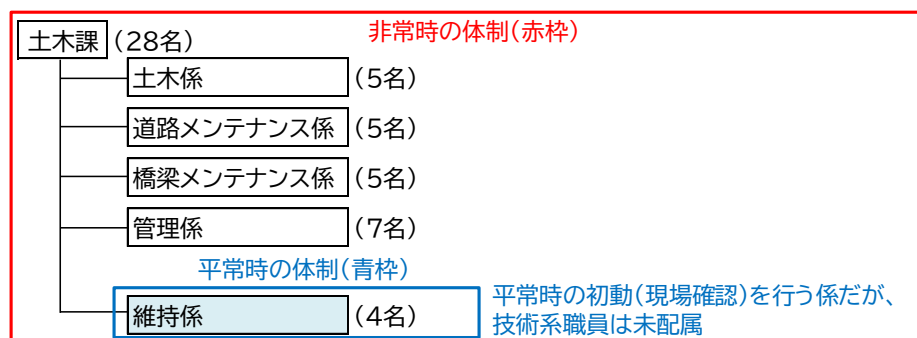 非常時の体制(赤枠)
土木課 (28名)
土木係 (5名)
道路メンテナンス係 (5名)
橋梁メンテナンス係 (5名)
管理係 (7名)
平常時の体制(青枠)
維持係 (4名)
平常時の初動(現場確認)を行う係だが、
技術系職員は未配属